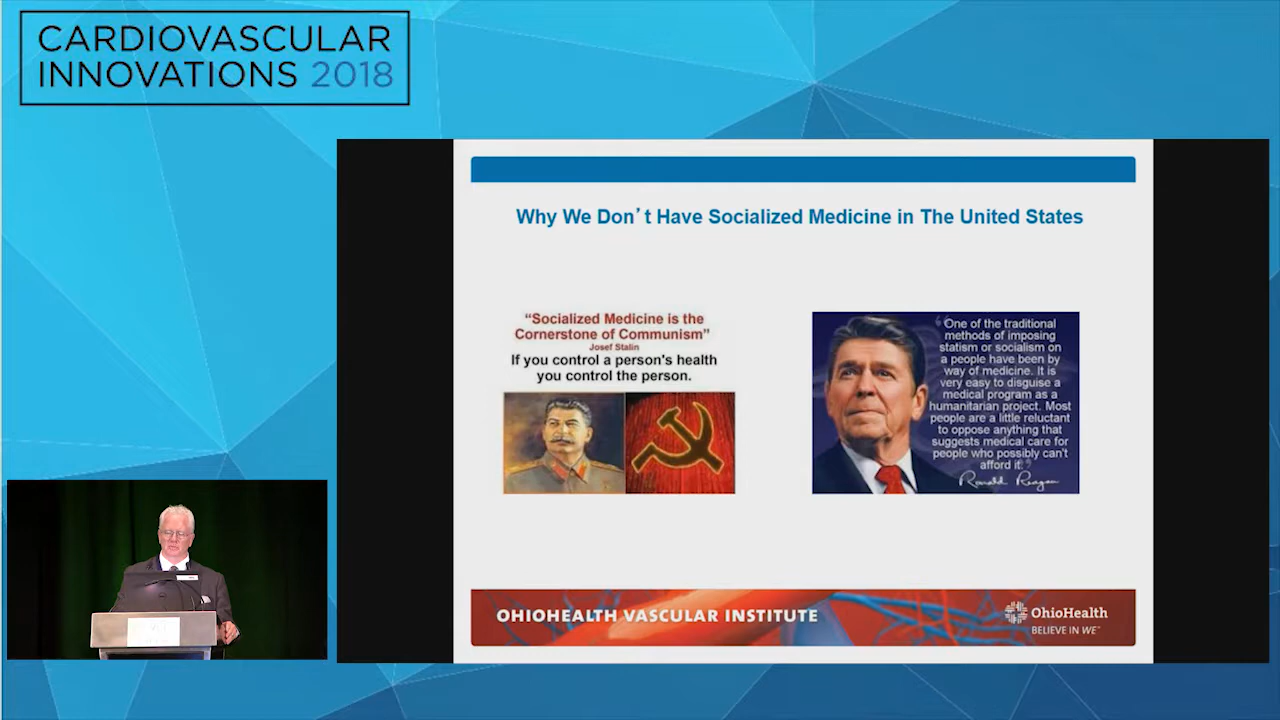 CARDIOVASCULAR
INNOVATIONS 2018
Why We Don't Have Socialized Medicine in The United States
“Socialized Medicine is the
Cornerstone of Communism”
Josef Stalin
If you control a person's health
you control the person.
“One of the traditional
methods of imposing
statism or socialism on
a people have been by
way of medicine. It is
very easy to disguise a
medical program as a
humanitarian project. Most
people are a little reluctant
to oppose anything that
suggests medical care for
people who possibly can't
afford it.”
Ronald Reagan
OHIOHEALTH VASCULAR INSTITUTE
OhioHealth
BELIEVE IN WE™